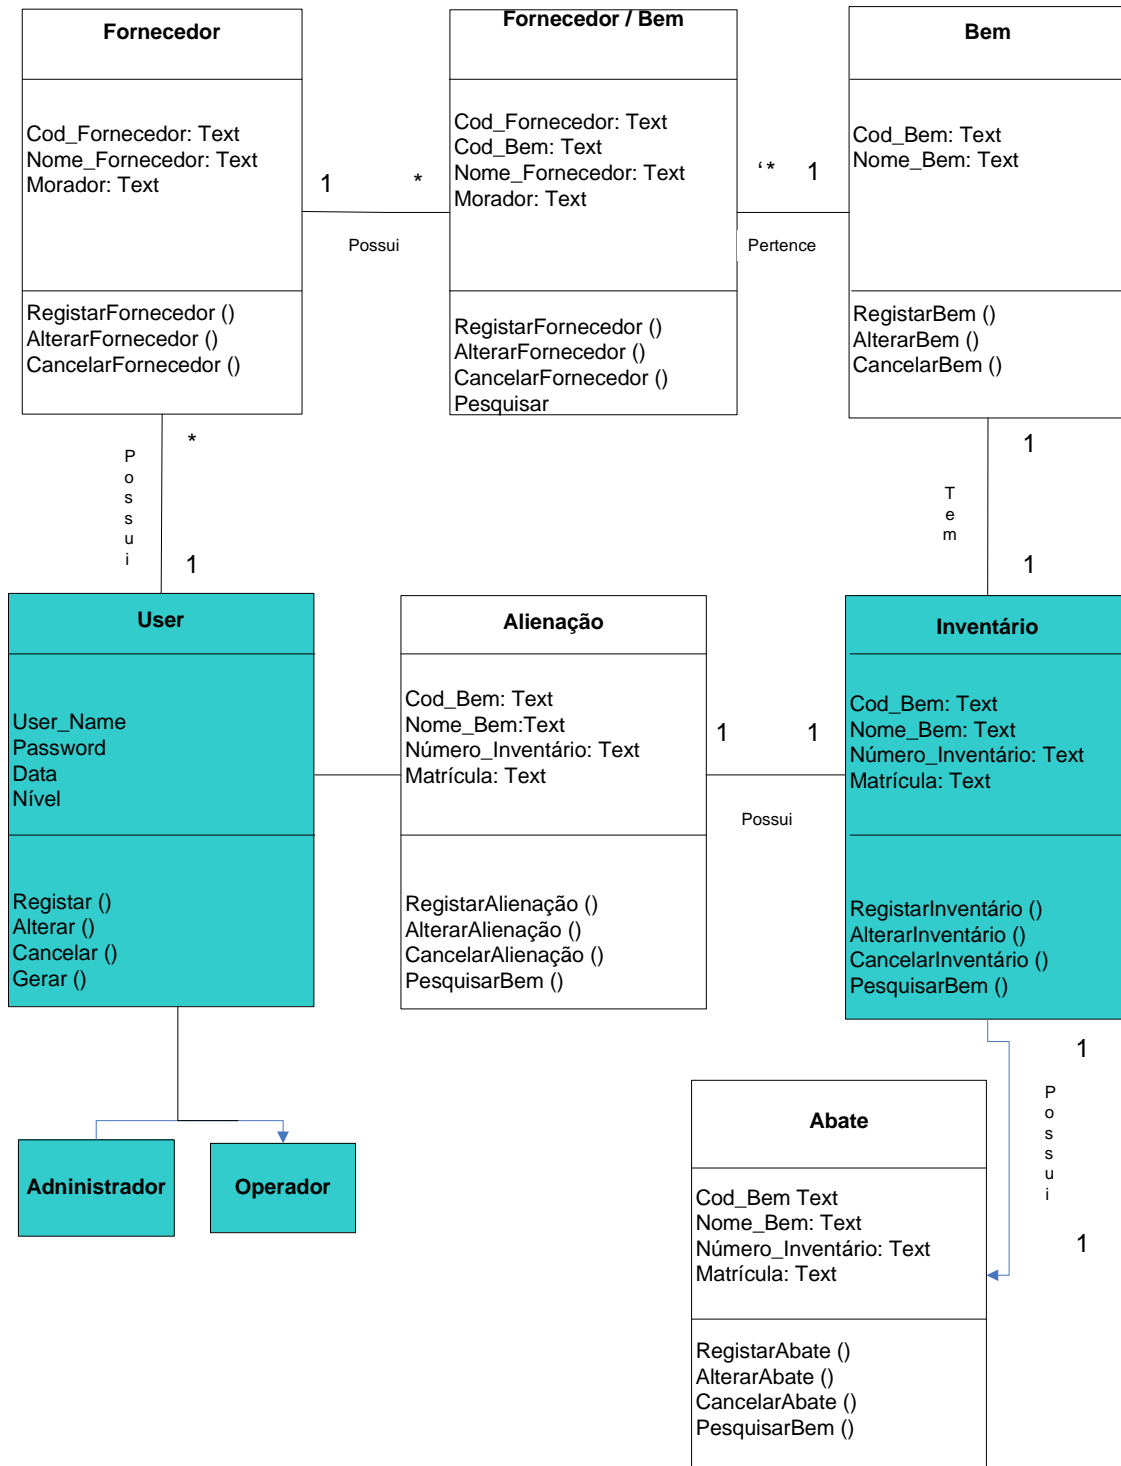 Fornecedor
Cod_Fornecedor: Text
Nome_Fornecedor: Text
Morador: Text
RegistarFornecedor ()
AlterarFornecedor ()
CancelarFornecedor ()
1
*
Possui
Fornecedor / Bem
Cod_Fornecedor: Text
Cod_Bem: Text
Nome_Fornecedor: Text
Morador: Text
RegistarFornecedor ()
AlterarFornecedor ()
CancelarFornecedor ()
Pesquisar
‘*
1
Pertence
Bem
Cod_Bem: Text
Nome_Bem: Text
RegistarBem ()
AlterarBem ()
CancelarBem ()
*
Possui
1
1
Tem
1
User
User_Name
Password
Data
Nível
Registar ()
Alterar ()
Cancelar ()
Gerar ()
Alienação
Cod_Bem: Text
Nome_Bem:Text
Número_Inventário: Text
Matrícula: Text
RegistarAlienação ()
AlterarAlienação ()
CancelarAlienação ()
PesquisarBem ()
1
1
Possui
Inventário
Cod_Bem: Text
Nome_Bem: Text
Número_Inventário: Text
Matrícula: Text
RegistarInventário ()
AlterarInventário ()
CancelarInventário ()
PesquisarBem ()
1
Possui
1
Adninistrador
Operador
Abate
Cod_Bem Text
Nome_Bem: Text
Número_Inventário: Text
Matrícula: Text
RegistarAbate ()
AlterarAbate ()
CancelarAbate ()
PesquisarBem ()